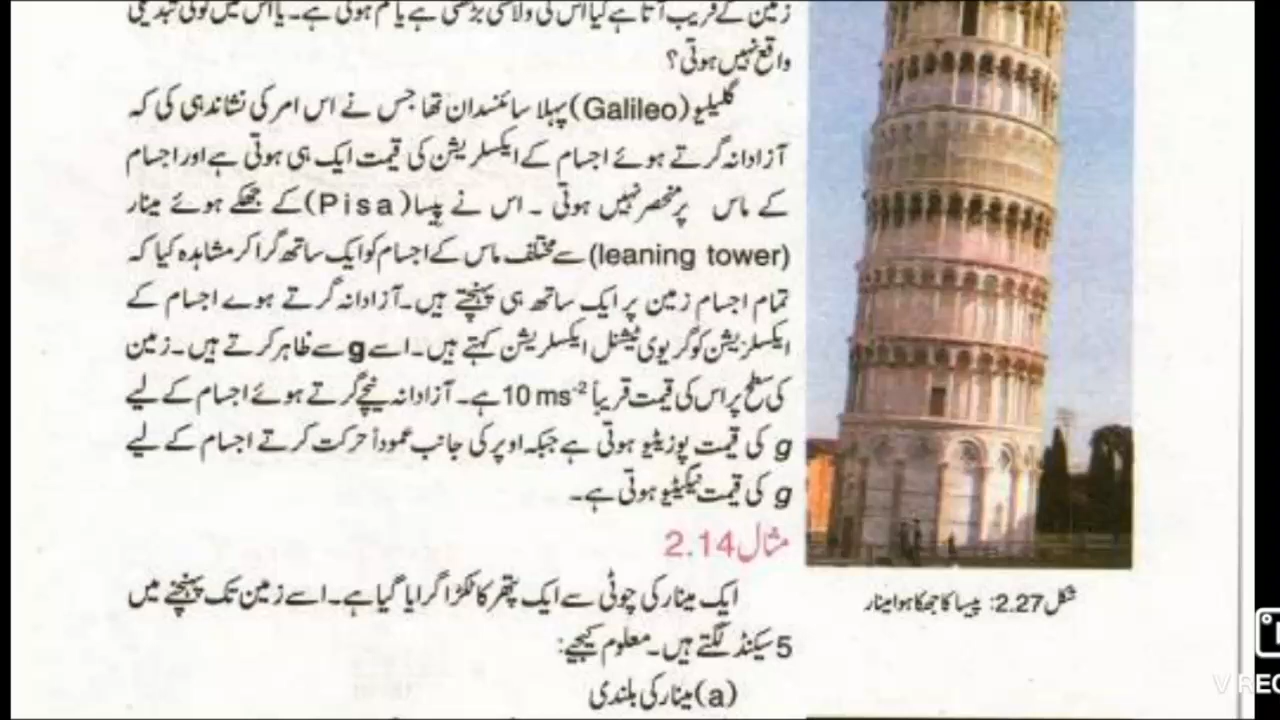 زمین کے قریب آتا ہے کیا اس کی ولاسٹی بڑھتی ہے یا کم ہوتی ہے۔ یا اس میں کوئی تبدیلی
واقع نہیں ہوتی؟
گلیلیو (Galileo) پہلا سائنسدان تھا جس نے اس امر کی نشاندہی کی کہ
آزادانہ گرتے ہوئے اجسام کے ایکسلریشن کی قیمت ایک ہی ہوتی ہے اور اجسام
کے ماس پر منحصر نہیں ہوتی ۔ اس نے پیسا (Pisa) کے جھکے ہوئے مینار
(leaning tower) سے مختلف ماس کے اجسام کو ایک ساتھ گرا کر مشاہدہ کیا کہ
تمام اجسام زمین پر ایک ساتھ ہی پہنچتے ہیں۔ آزادانہ گرتے ہوے اجسام کے
ایکسلریشن کو گریوی ٹیشنل ایکسلریشن کہتے ہیں۔ اسے g سے ظاہر کرتے ہیں۔ زمین
کی سطح پر اس کی قیمت قریباً 10 ms⁻² ہے۔ آزادانہ نیچے گرتے ہوئے اجسام کے لیے
g کی قیمت پوزیٹیو ہوتی ہے جبکہ اوپر کی جانب عموداً حرکت کرتے اجسام کے لیے
g کی قیمت نیگیٹیو ہوتی ہے۔
مثال 2.14
ایک مینار کی چوٹی سے ایک پتھر کا ٹکڑا گرایا گیا ہے۔ اسے زمین تک پہنچنے میں
5 سیکنڈ لگتے ہیں۔ معلوم کیجیے:
(a) مینار کی بلندی
شکل 2.27: پیسا کا جھکا ہوا مینار
V REC